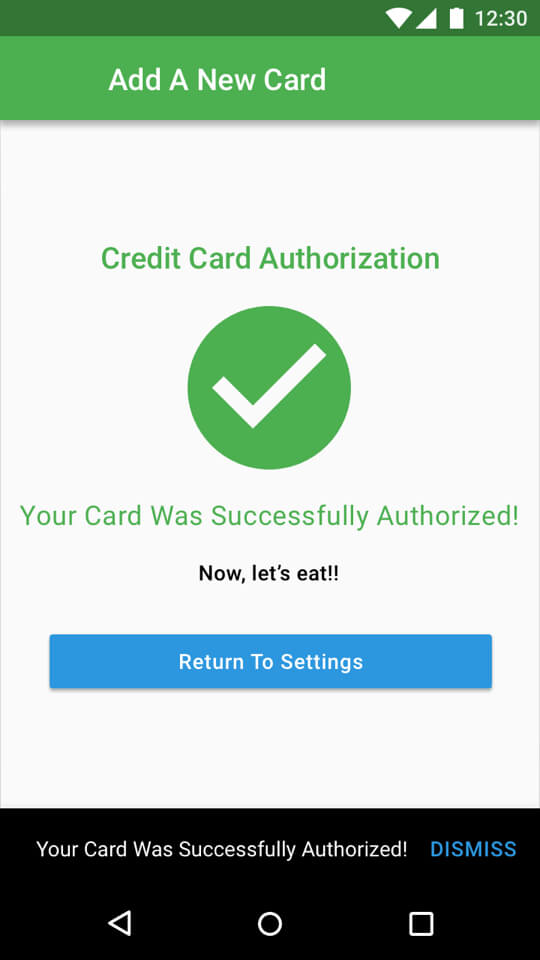 12:30
Add A New Card
Credit Card Authorization
Your Card Was Successfully Authorized!
Now, let’s eat!!
Return To Settings
Your Card Was Successfully Authorized! DISMISS